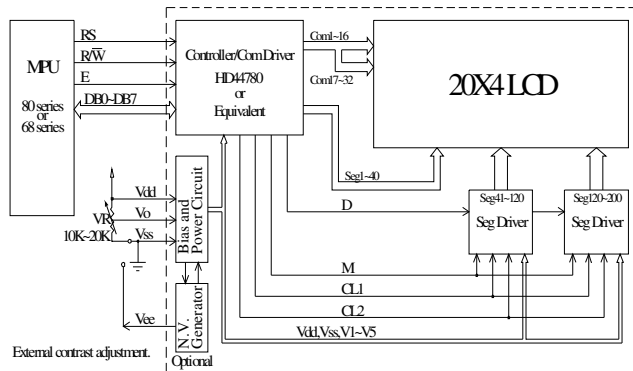 MPU
80 series
or
68 series
RS
R/W̅
E
DB0~DB7
Controller/Com Driver
HD44780
or
Equivalent
Com1~16
Com17~32
20X4 LCD
Seg1~40
Seg41~120
Seg Driver
Seg120~200
Seg Driver
D
M
CL1
CL2
Vdd,Vss,V1~V5
Vdd
Vo
Vss
VR
10K~20K
Bias and
Power Circuit
N.V.
Generator
Optional
Vee
External contrast adjustment.